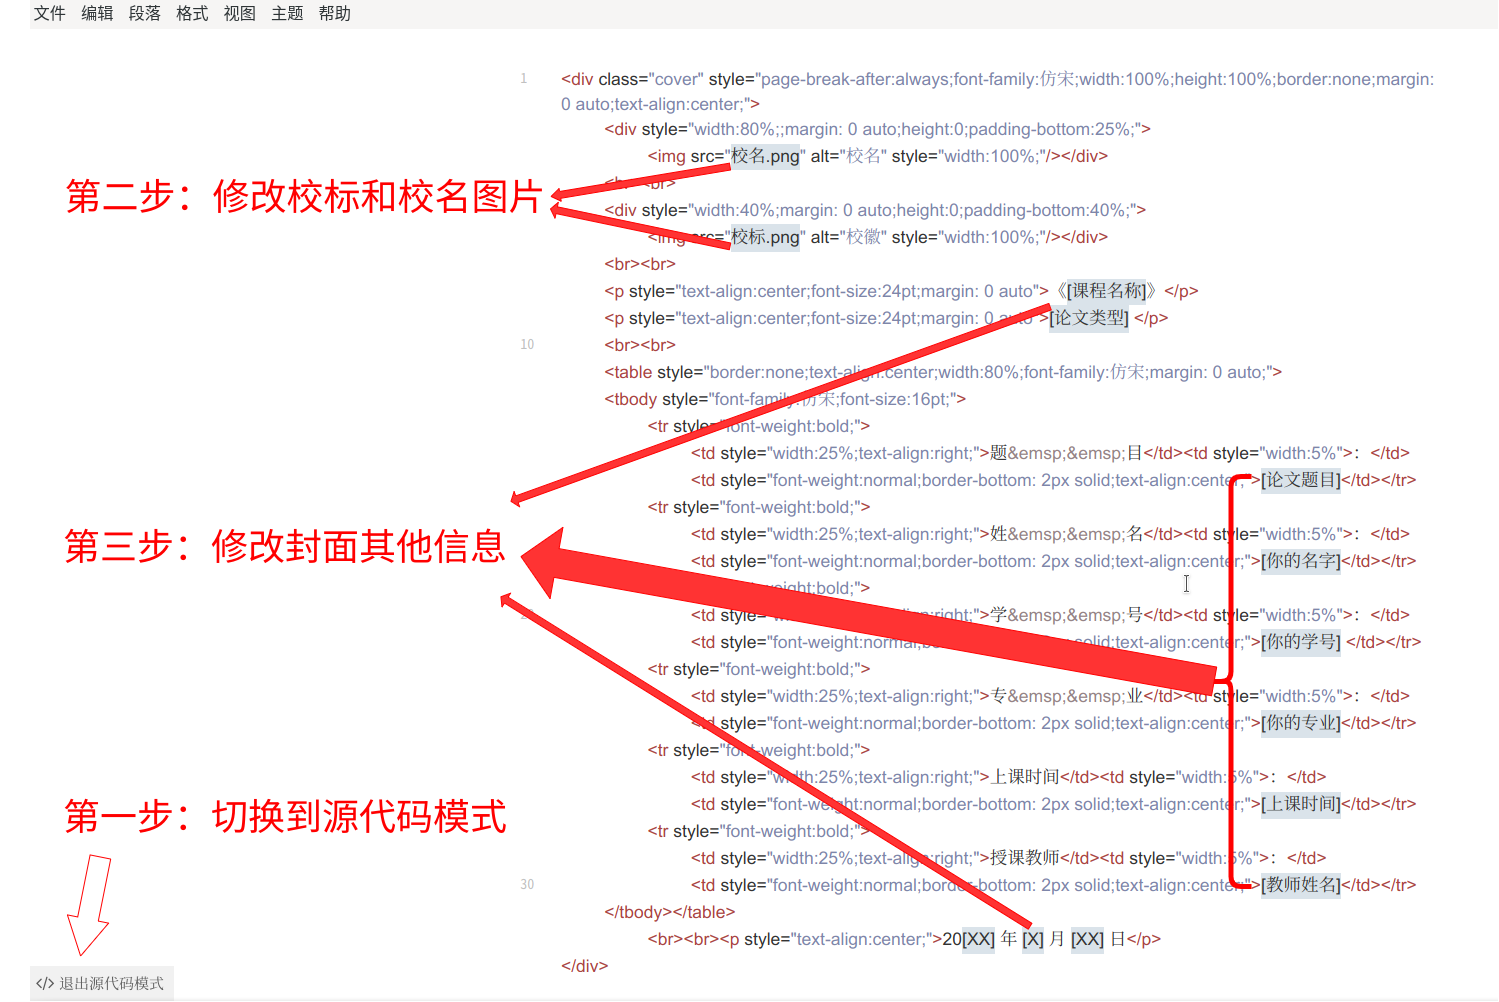 文件 编辑 段落 格式 视图 主题 帮助
1 <div class="cover" style="page-break-after:always;font-family:仿宋;width:100%;height:100%;border:none;margin:
0 auto;text-align:center;">
<div style="width:80%;;margin: 0 auto;height:0;padding-bottom:25%;">
<img src="校名.png" alt="校名" style="width:100%;"/></div>
<br><br>
第二步：修改校标和校名图片
<div style="width:40%;margin: 0 auto;height:0;padding-bottom:40%;">
<img src="校标.png" alt="校徽" style="width:100%;"/></div>
<br><br>
<p style="text-align:center;font-size:24pt;margin: 0 auto">《[课程名称]》</p>
<p style="text-align:center;font-size:24pt;margin: 0 auto">[论文类型] </p>
10 <br><br>
<table style="border:none;text-align:center;width:80%;font-family:仿宋;margin: 0 auto;">
<tbody style="font-family:仿宋;font-size:16pt;">
<tr style="font-weight:bold;">
<td style="width:25%;text-align:right;">题&emsp;&emsp;目</td><td style="width:5%">：</td>
<td style="font-weight:normal;border-bottom: 2px solid;text-align:center;">[论文题目]</td></tr>
<tr style="font-weight:bold;">
<td style="width:25%;text-align:right;">姓&emsp;&emsp;名</td><td style="width:5%">：</td>
第三步：修改封面其他信息
<td style="font-weight:normal;border-bottom: 2px solid;text-align:center;">[你的名字]</td></tr>
<tr style="font-weight:bold;">
<td style="width:25%;text-align:right;">学&emsp;&emsp;号</td><td style="width:5%">：</td>
<td style="font-weight:normal;border-bottom: 2px solid;text-align:center;">[你的学号] </td></tr>
<tr style="font-weight:bold;">
<td style="width:25%;text-align:right;">专&emsp;&emsp;业</td><td style="width:5%">：</td>
<td style="font-weight:normal;border-bottom: 2px solid;text-align:center;">[你的专业]</td></tr>
<tr style="font-weight:bold;">
<td style="width:25%;text-align:right;">上课时间</td><td style="width:5%">：</td>
<td style="font-weight:normal;border-bottom: 2px solid;text-align:center;">[上课时间]</td></tr>
第一步：切换到源代码模式
<tr style="font-weight:bold;">
<td style="width:25%;text-align:right;">授课教师</td><td style="width:5%">：</td>
30 <td style="font-weight:normal;border-bottom: 2px solid;text-align:center;">[教师姓名]</td></tr>
</tbody></table>
<br><br><p style="text-align:center;">20[XX] 年 [X] 月 [XX] 日</p>
</div>
</> 退出源代码模式